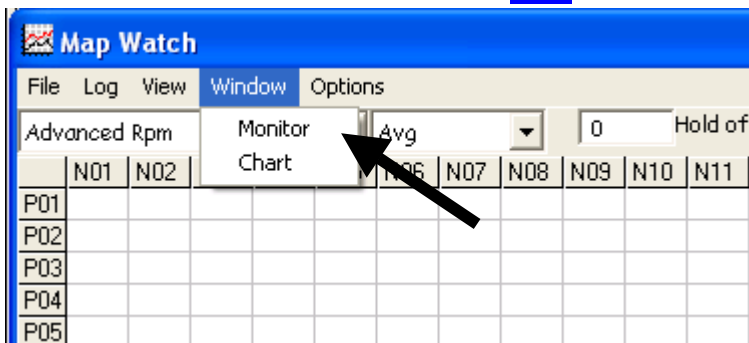 Map Watch
File Log View Window Options
Advanced Rpm Monitor Avg 0 Hold of
Chart
N01 N02 N06 N07 N08 N09 N10 N11
P01
P02
P03
P04
P05